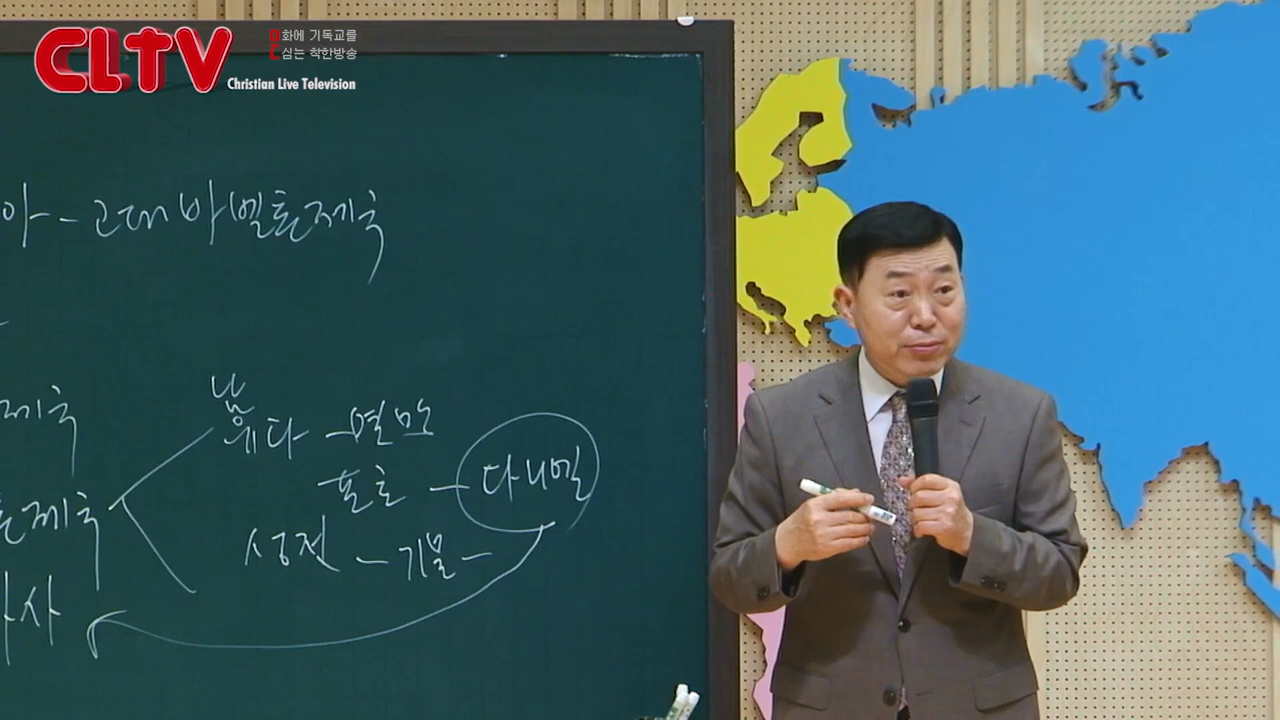 CLTV
문화에 기독교를
심는 착한방송
Christian Live Television
아 - 고대바벨론제국
제국
남
유다 - 멸망
포로 - 다니엘
론제국
성전 - 기물 -
사